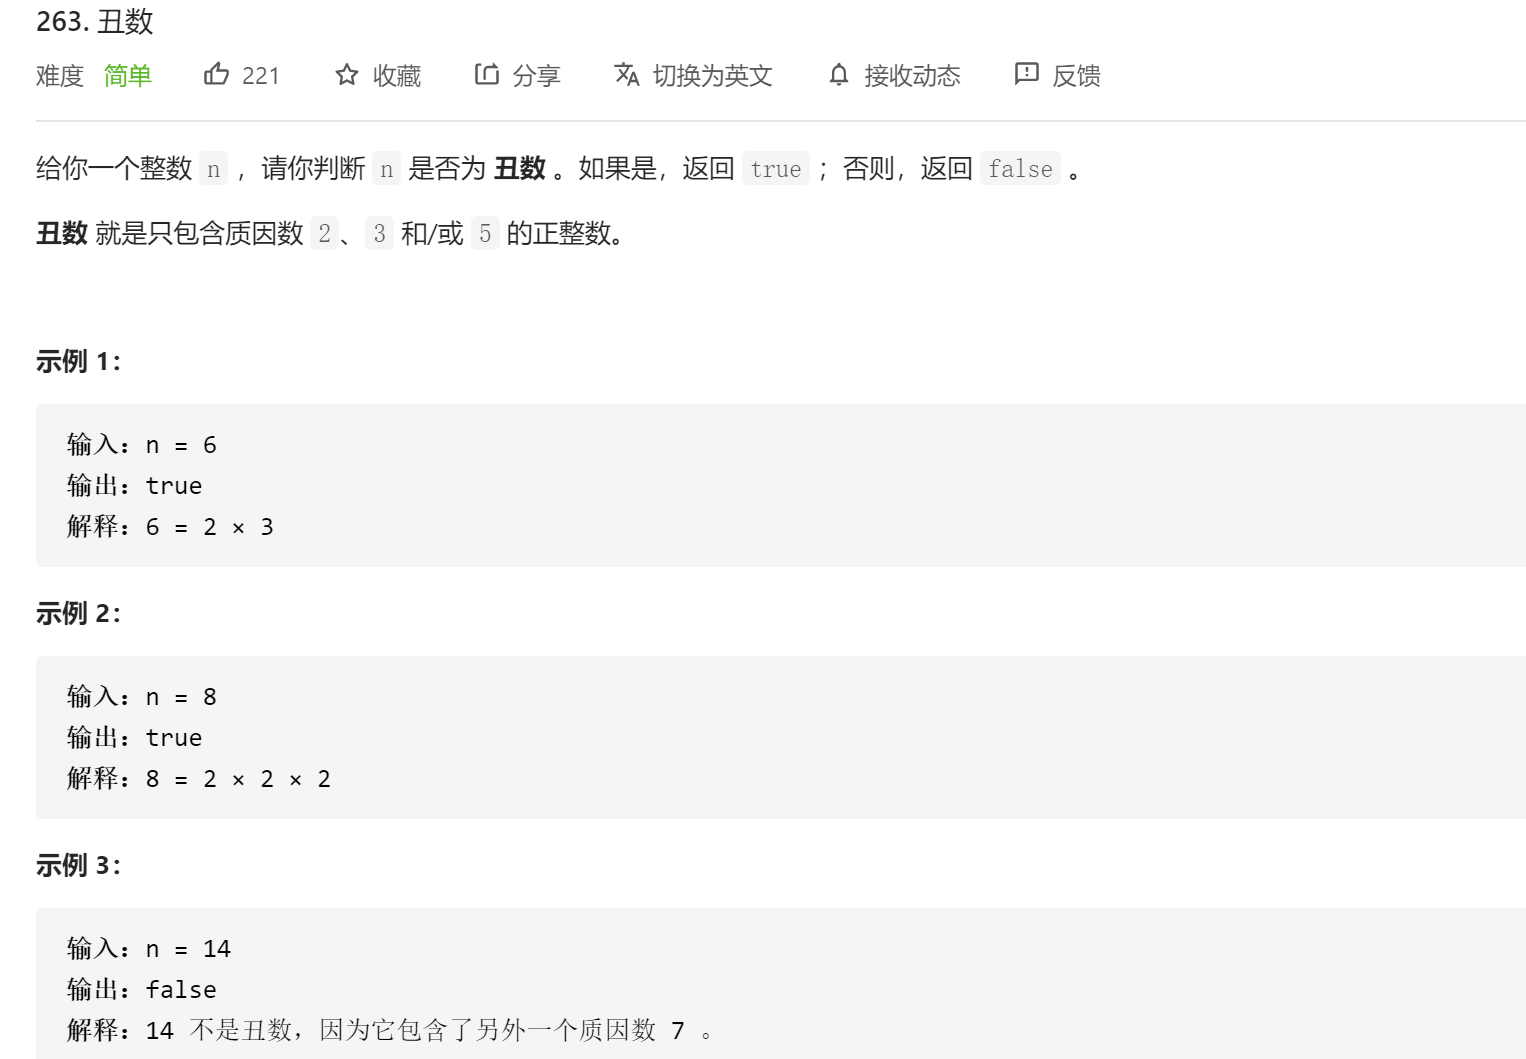 263. 丑数
难度 简单 221 收藏 分享 切换为英文 接收动态 反馈
给你一个整数 n ，请你判断 n 是否为 丑数 。如果是，返回 true ；否则，返回 false 。
丑数 就是只包含质因数 2、3 和/或 5 的正整数。
示例 1：
输入：n = 6
输出：true
解释：6 = 2 × 3
示例 2：
输入：n = 8
输出：true
解释：8 = 2 × 2 × 2
示例 3：
输入：n = 14
输出：false
解释：14 不是丑数，因为它包含了另外一个质因数 7 。